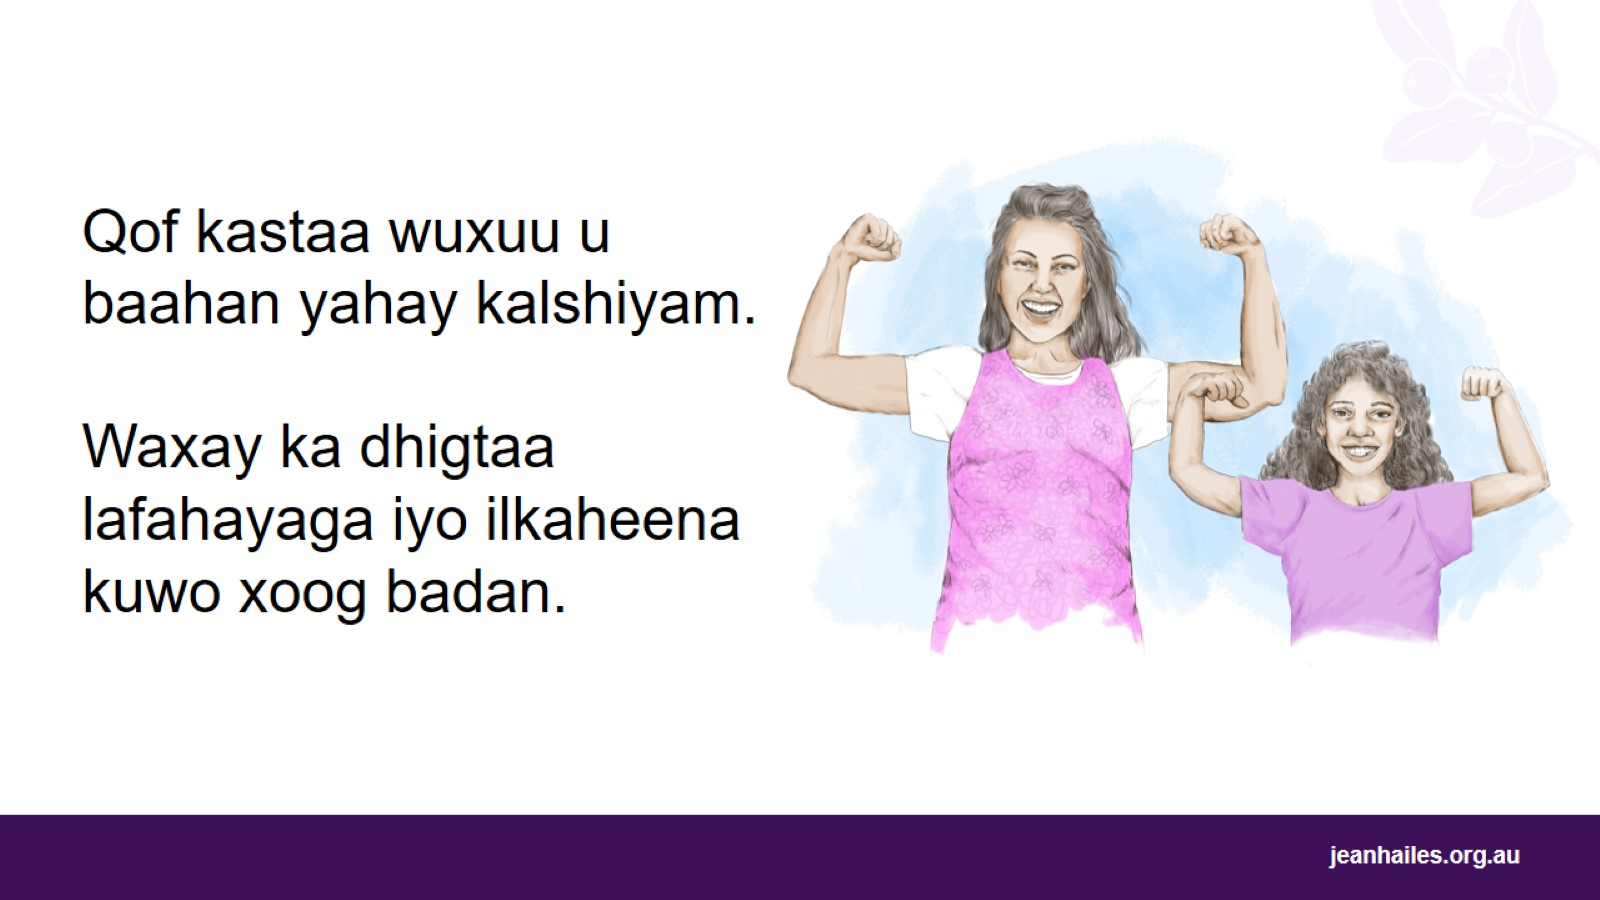 Qof kastaa wuxuu u
baahan yahay kalshiyam.
Waxay ka dhigtaa
lafahayaga iyo ilkaheena
kuwo xoog badan.
jeanhailes.org.au